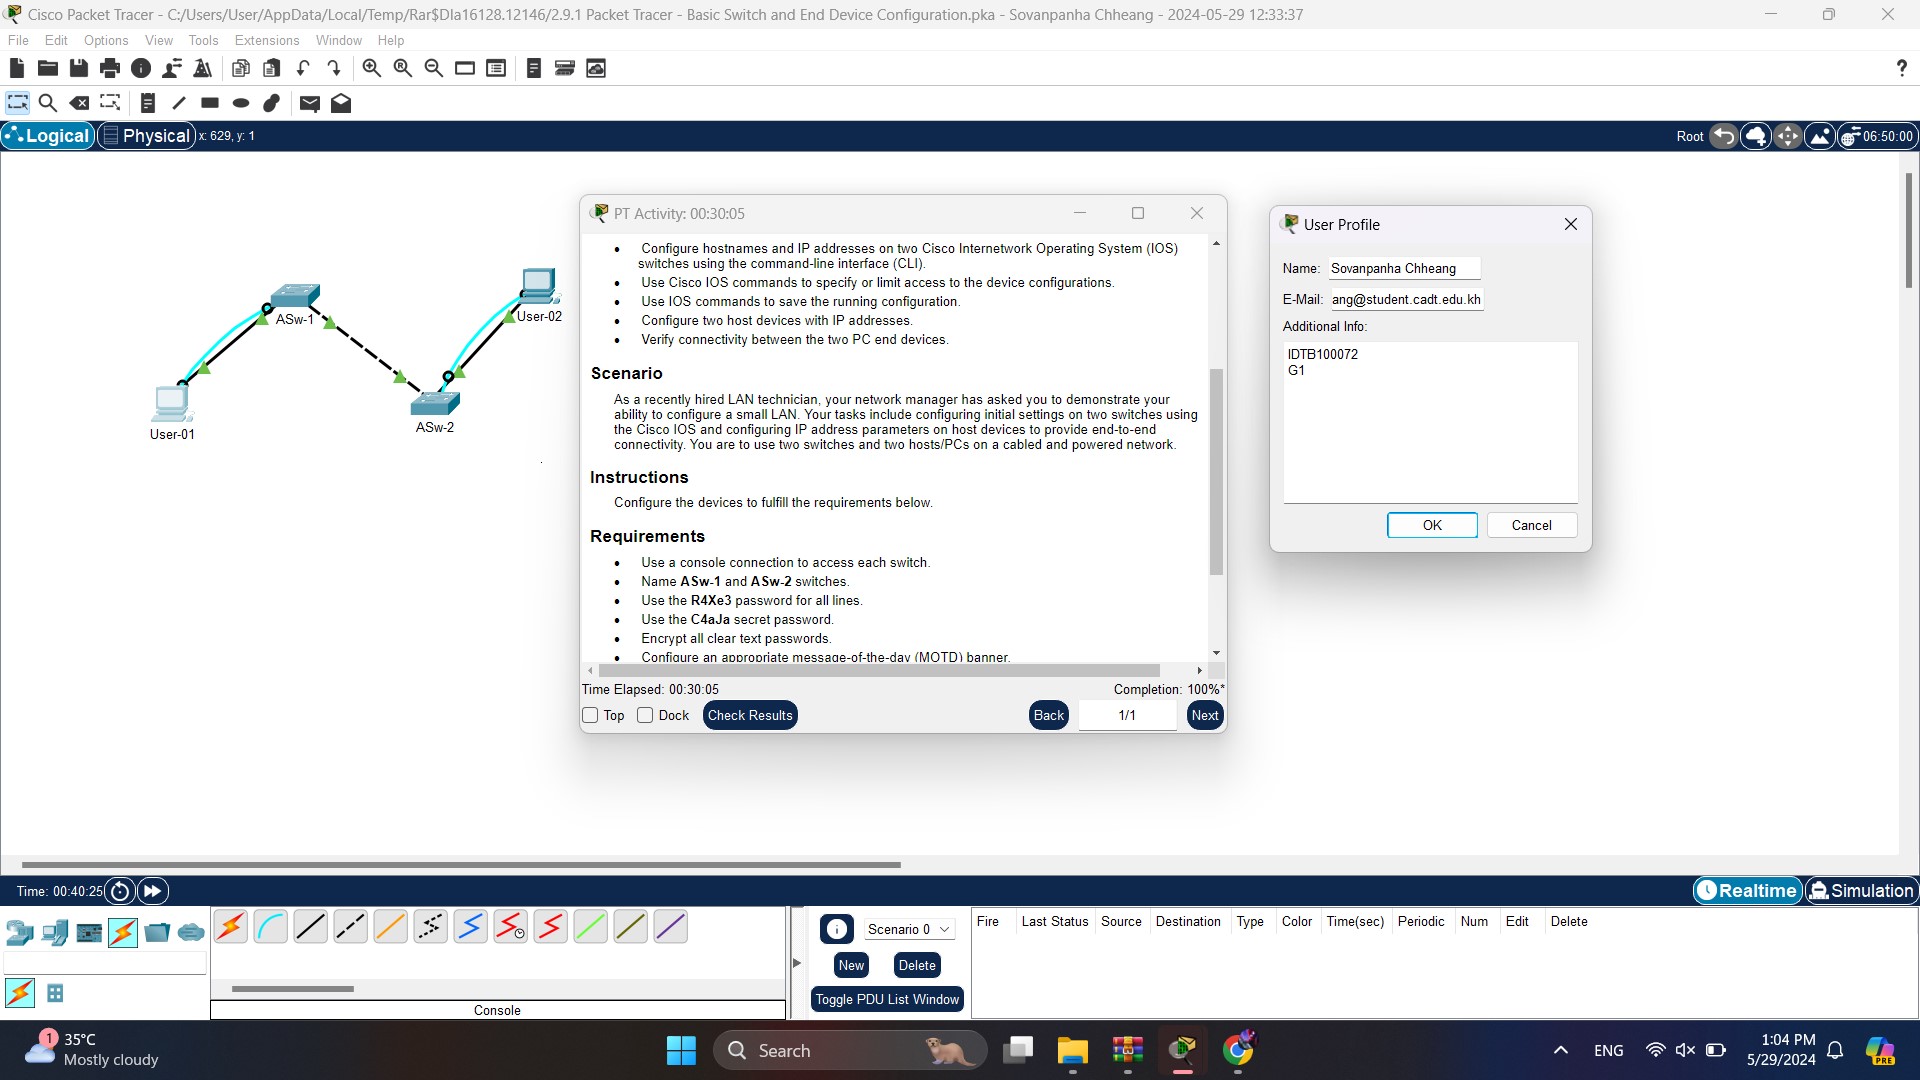 Cisco Packet Tracer - C:/Users/User/AppData/Local/Temp/Rar$DIa16128.12146/2.9.1 Packet Tracer - Basic Switch and End Device Configuration.pka - Sovanpanha Chheang - 2024-05-29 12:33:37
File Edit Options View Tools Extensions Window Help
?
Logical Physical x: 629, y: 1 Root 06:50:00
PT Activity: 00:30:05
• Configure hostnames and IP addresses on two Cisco Internetwork Operating System (IOS)
switches using the command-line interface (CLI).
• Use Cisco IOS commands to specify or limit access to the device configurations.
• Use IOS commands to save the running configuration.
• Configure two host devices with IP addresses.
• Verify connectivity between the two PC end devices.
Scenario
As a recently hired LAN technician, your network manager has asked you to demonstrate your
ability to configure a small LAN. Your tasks include configuring initial settings on two switches using
the Cisco IOS and configuring IP address parameters on host devices to provide end-to-end
connectivity. You are to use two switches and two hosts/PCs on a cabled and powered network.
Instructions
Configure the devices to fulfill the requirements below.
Requirements
• Use a console connection to access each switch.
• Name ASw-1 and ASw-2 switches.
• Use the R4Xe3 password for all lines.
• Use the C4aJa secret password.
• Encrypt all clear text passwords.
• Configure an appropriate message-of-the-day (MOTD) banner.
Time Elapsed: 00:30:05 Completion: 100%*
Top Dock Check Results Back 1/1 Next
User Profile
Name: Sovanpanha Chheang
E-Mail: ang@student.cadt.edu.kh
Additional Info:
IDTB100072
G1
OK Cancel
ASw-1
User-02
User-01
ASw-2
Time: 00:40:25 Realtime Simulation
Scenario 0
New Delete
Toggle PDU List Window
Fire Last Status Source Destination Type Color Time(sec) Periodic Num Edit Delete
Console
1
35°C
Mostly cloudy
Search
ENG
1:04 PM
5/29/2024
PRE